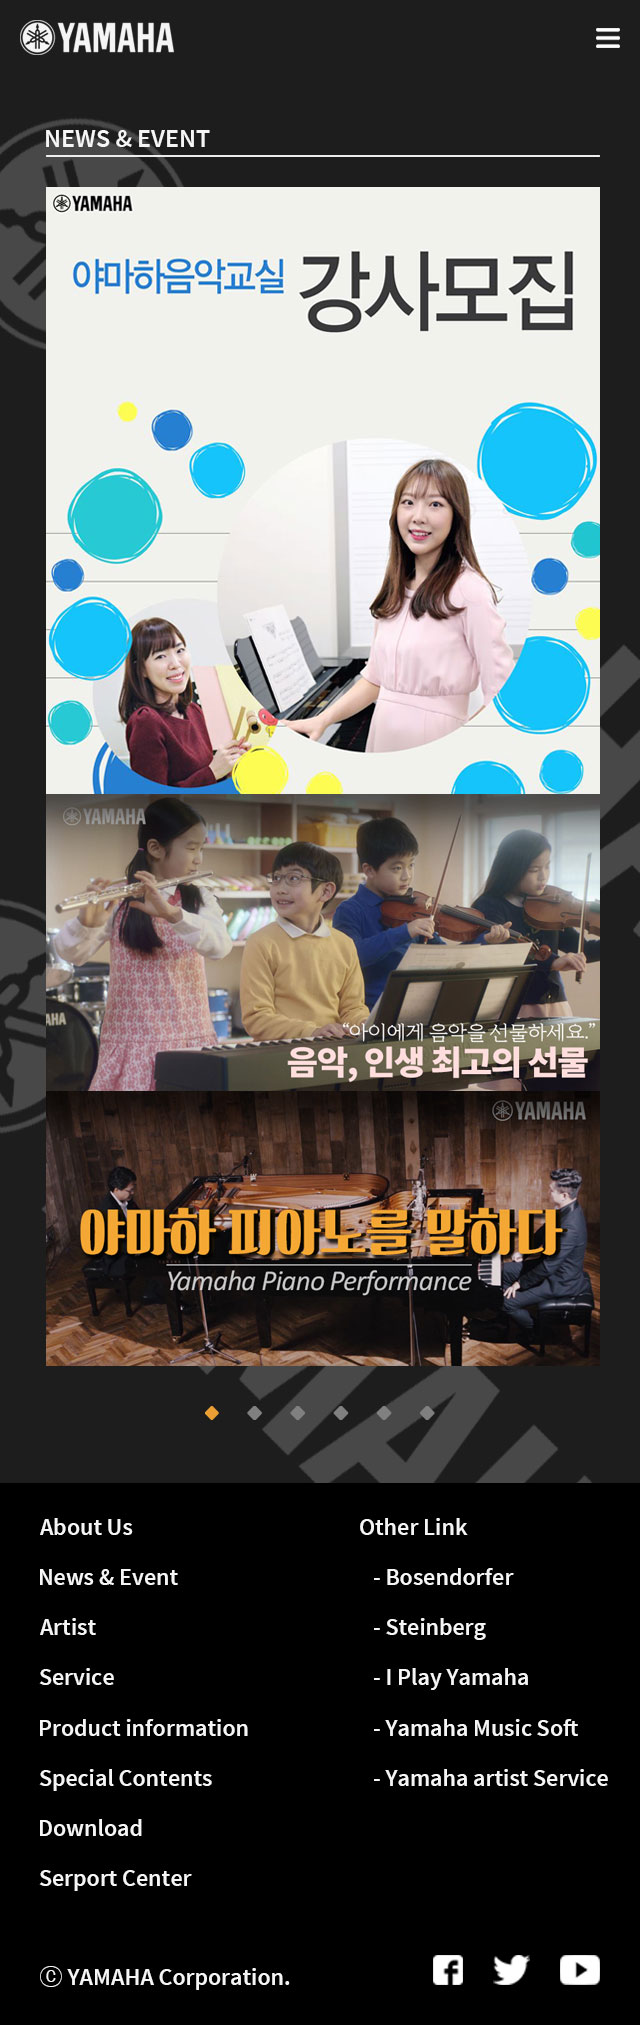 YAMAHA
NEWS & EVENT
YAMAHA
야마하음악교실 강사모집
YAMAHA
AHA
“아이에게 음악을 선물하세요.”
음악, 인생 최고의 선물
YAMAHA
야마하 피아노를 말하다
Yamaha Piano Performance
About Us
News & Event
Artist
Service
Product information
Special Contents
Download
Serport Center
Other Link
- Bosendorfer
- Steinberg
- I Play Yamaha
- Yamaha Music Soft
- Yamaha artist Service
ⓒ YAMAHA Corporation.